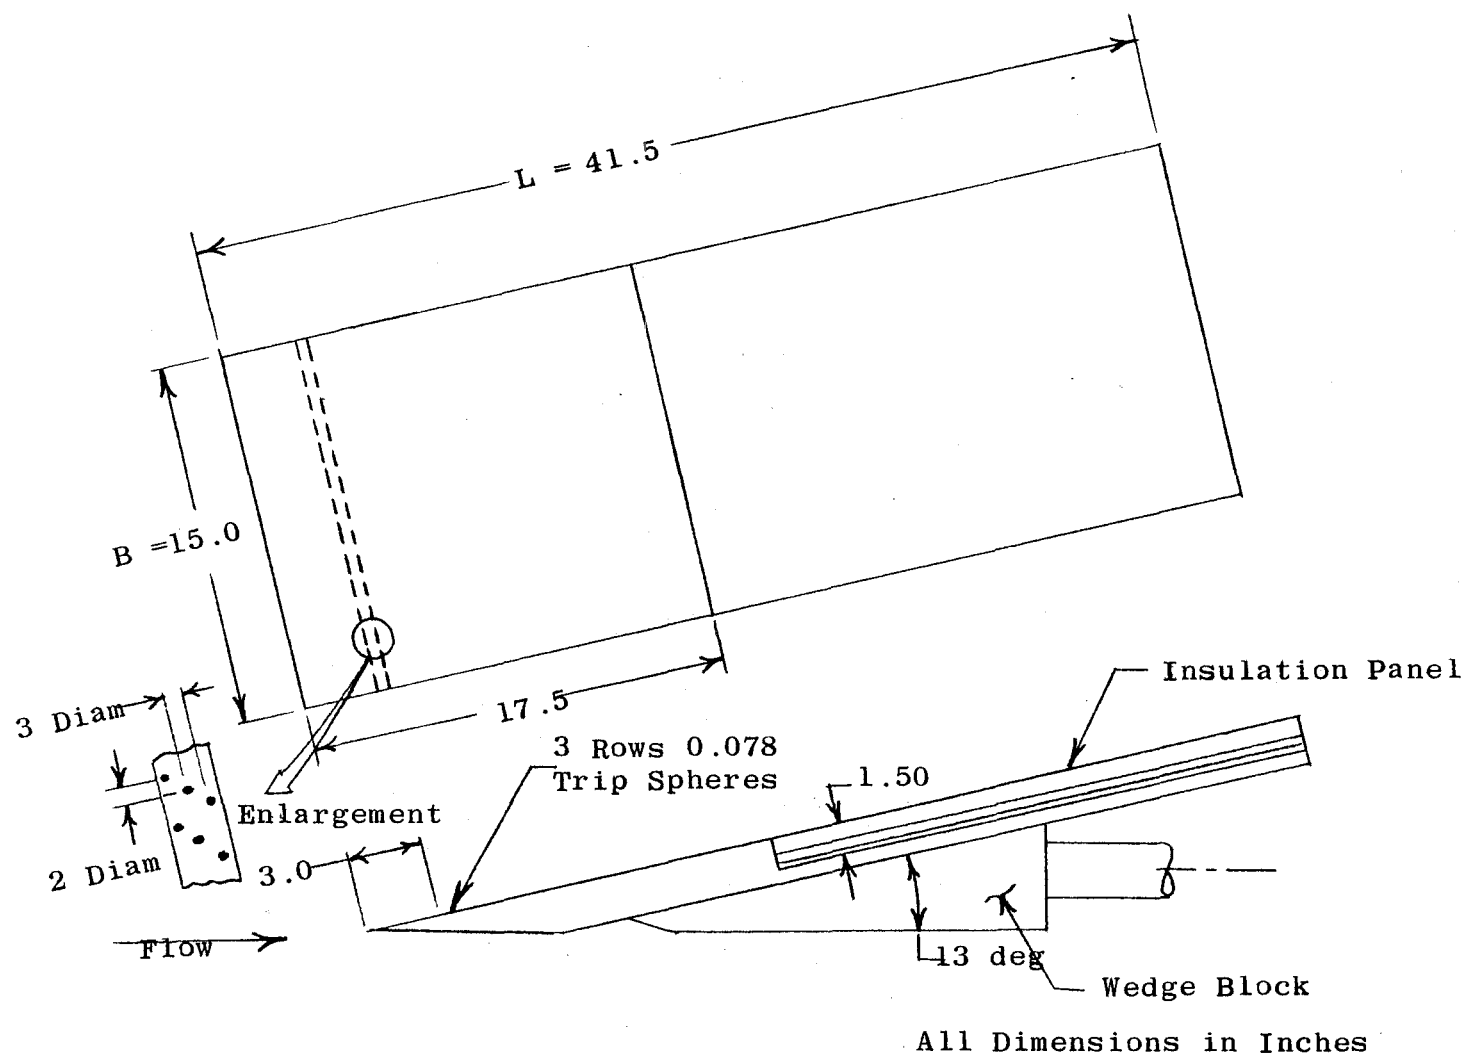 L = 41.5
B =15.0
17.5
3 Diam
2 Diam
Enlargement
3 Rows 0.078
Trip Spheres
1.50
Insulation Panel
3.0
Flow
13 deg
Wedge Block
All Dimensions in Inches